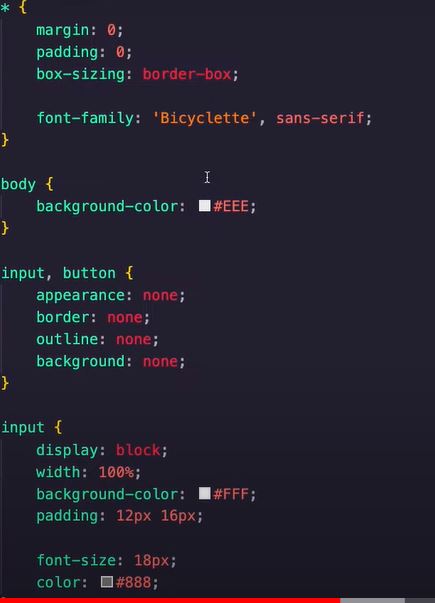 * {
margin: 0;
padding: 0;
box-sizing: border-box;
font-family: 'Bicyclette', sans-serif;
}
body {
background-color: #EEE;
}
input, button {
appearance: none;
border: none;
outline: none;
background: none;
}
input {
display: block;
width: 100%;
background-color: #FFF;
padding: 12px 16px;
font-size: 18px;
color: #888;